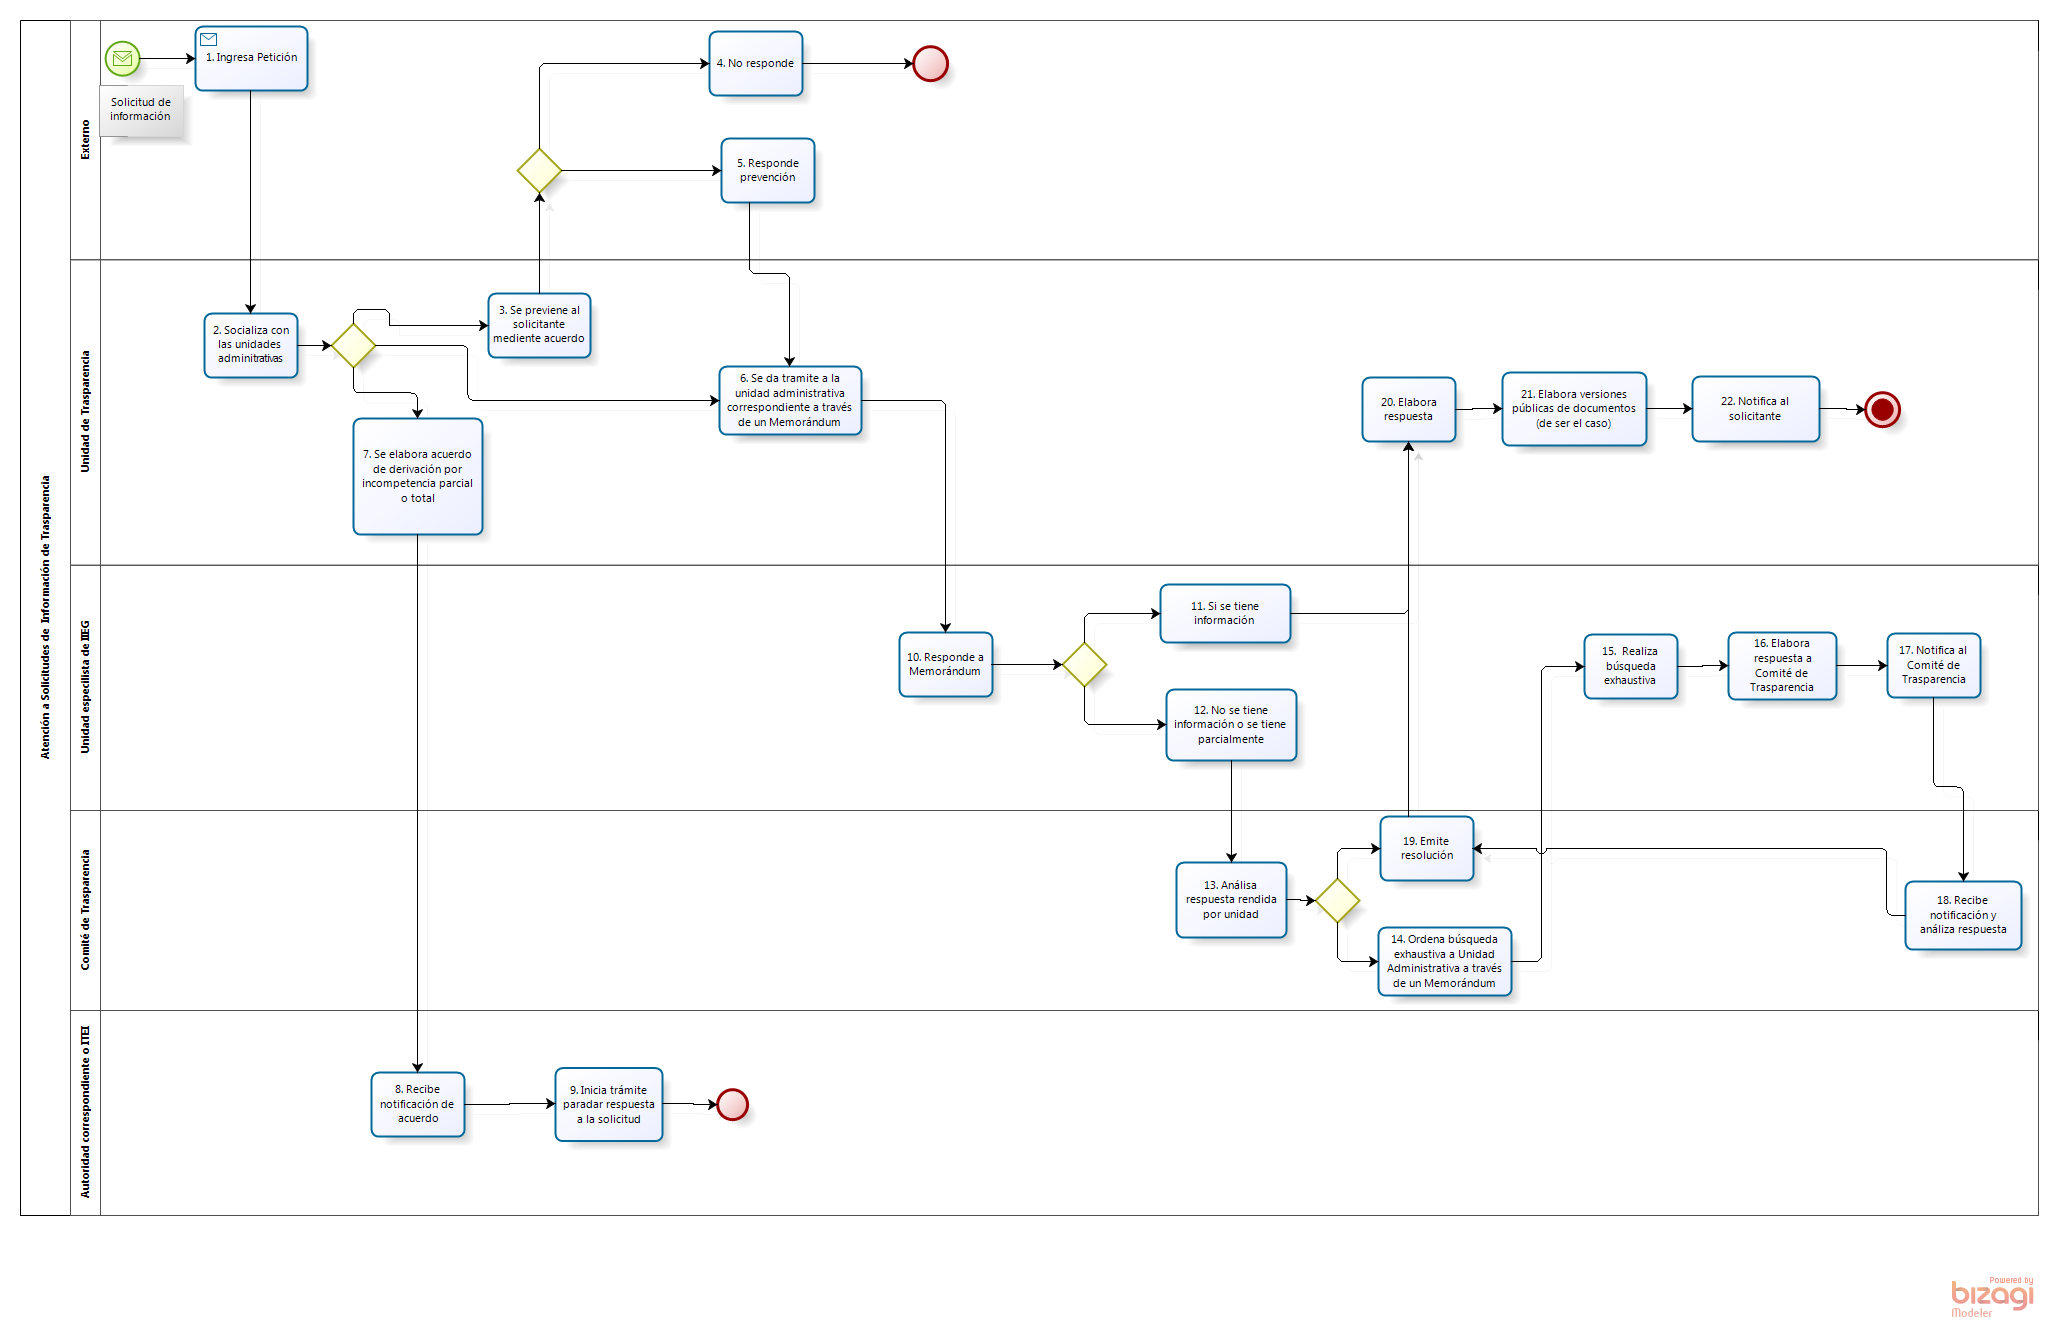 Atención a Solicitudes de Información de Trasparencia
Externo
Solicitud de
información
1. Ingresa Petición
4. No responde
5. Responde
prevención
Unidad de Trasparencia
2. Socializa con
las unidades
adminitrativas
3. Se previene al
solicitante
mediente acuerdo
6. Se da tramite a la
unidad administrativa
correspondiente a través
de un Memorándum
7. Se elabora acuerdo
de derivación por
incompetencia parcial
o total
20. Elabora
respuesta
21. Elabora versiones
públicas de documentos
(de ser el caso)
22. Notifica al
solicitante
Unidad especilista de IIEG
10. Responde a
Memorándum
11. Si se tiene
información
12. No se tiene
información o se tiene
parcialmente
15. Realiza
búsqueda
exhaustiva
16. Elabora
respuesta a
Comité de
Trasparencia
17. Notifica al
Comité de
Trasparencia
Comité de Trasparencia
13. Análisa
respuesta rendida
por unidad
19. Emite
resolución
14. Ordena búsqueda
exhaustiva a Unidad
Administrativa a través
de un Memorándum
18. Recibe
notificación y
análiza respuesta
Autoridad correspondiente o ITEI
8. Recibe
notificación de
acuerdo
9. Inicia trámite
paradar respuesta
a la solicitud
Powered by
bizagi
Modeler